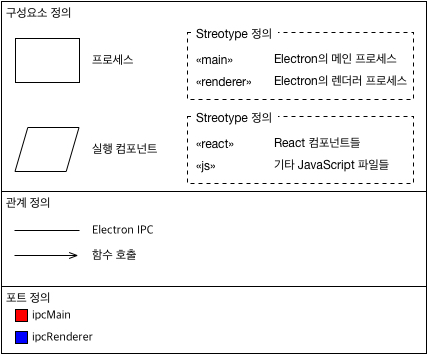 구성요소 정의
프로세스
Streotype 정의
«main» Electron의 메인 프로세스
«renderer» Electron의 렌더러 프로세스
실행 컴포넌트
Streotype 정의
«react» React 컴포넌트들
«js» 기타 JavaScript 파일들
관계 정의
Electron IPC
함수 호출
포트 정의
ipcMain
ipcRenderer